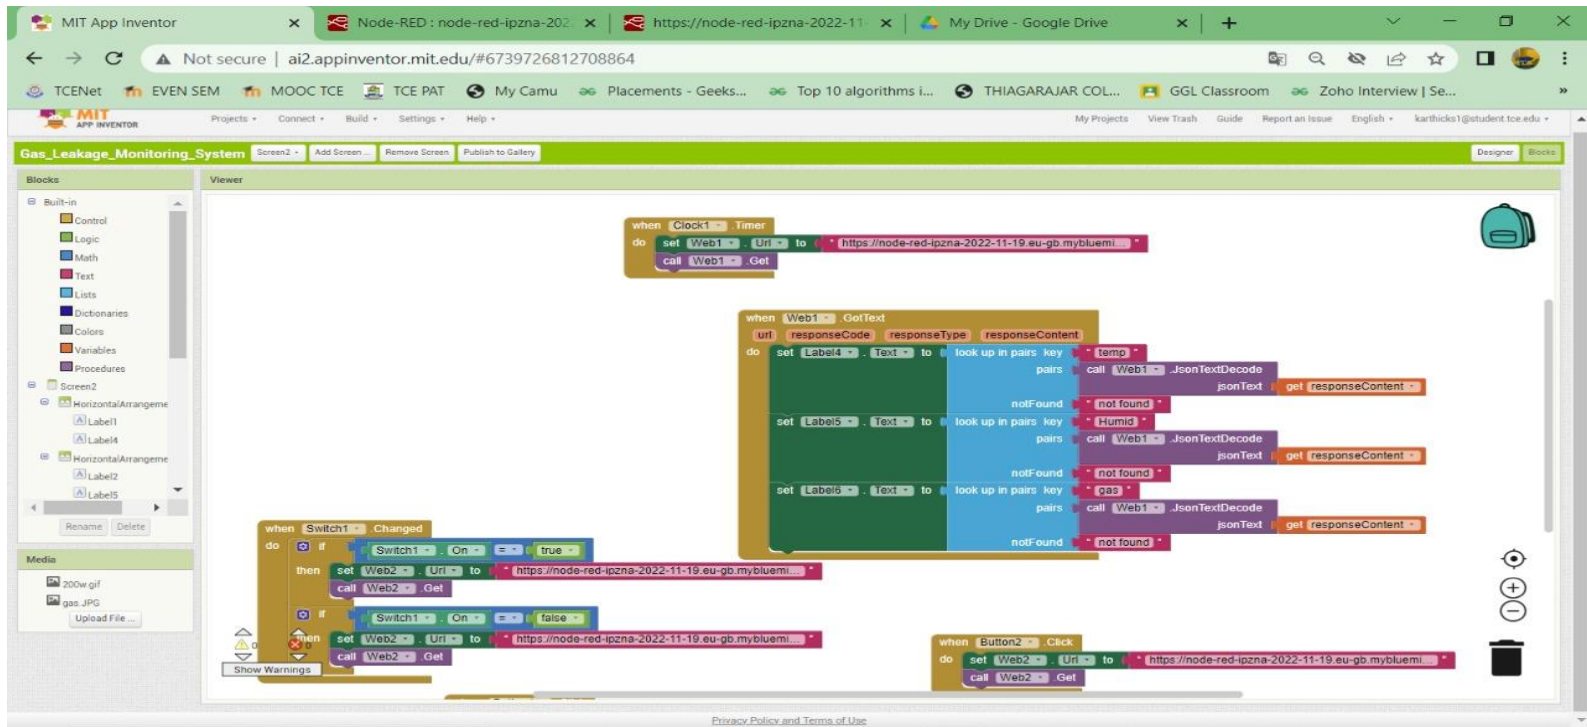 MIT App Inventor
Node-RED : node-red-ipzna-202
https://node-red-ipzna-2022-11-
My Drive - Google Drive
Not secure | ai2.appinventor.mit.edu/#6739726812708864
TCENet EVEN SEM MOOC TCE TCE PAT My Camu Placements - Geeks... Top 10 algorithms i... THIAGARAJAR COL... GGL Classroom Zoho Interview | Se... »
MIT
APP INVENTOR
Projects Connect Build Settings Help
My Projects View Trash Guide Report an Issue English karthicks1@student.tce.edu
Gas_Leakage_Monitoring_System Screen2 Add Screen ... Remove Screen Publish to Gallery Designer Blocks
Blocks
Built-in
Control
Logic
Math
Text
Lists
Dictionaries
Colors
Variables
Procedures
Screen2
HorizontalArrangeme
Label1
Label4
HorizontalArrangeme
Label2
Label5
Rename Delete
Media
200w.gif
gas.JPG
Upload File ...
Viewer
when Clock1 .Timer
do set Web1 . Url to " https://node-red-ipzna-2022-11-19.eu-gb.mybluemi... "
call Web1 .Get
when Web1 .GotText
url responseCode responseType responseContent
do set Label4 . Text to look up in pairs key " temp "
pairs call Web1 .JsonTextDecode
jsonText get responseContent
notFound " not found "
set Label5 . Text to look up in pairs key " Humid "
pairs call Web1 .JsonTextDecode
jsonText get responseContent
notFound " not found "
set Label6 . Text to look up in pairs key " gas "
pairs call Web1 .JsonTextDecode
jsonText get responseContent
notFound " not found "
when Switch1 .Changed
do if Switch1 . On = true
then set Web2 . Url to " https://node-red-ipzna-2022-11-19.eu-gb.mybluemi... "
call Web2 .Get
if Switch1 . On = false
then set Web2 . Url to " https://node-red-ipzna-2022-11-19.eu-gb.mybluemi... "
call Web2 .Get
0 0
Show Warnings
when Button2 .Click
do set Web2 . Url to " https://node-red-ipzna-2022-11-19.eu-gb.mybluemi... "
call Web2 .Get
Privacy Policy and Terms of Use